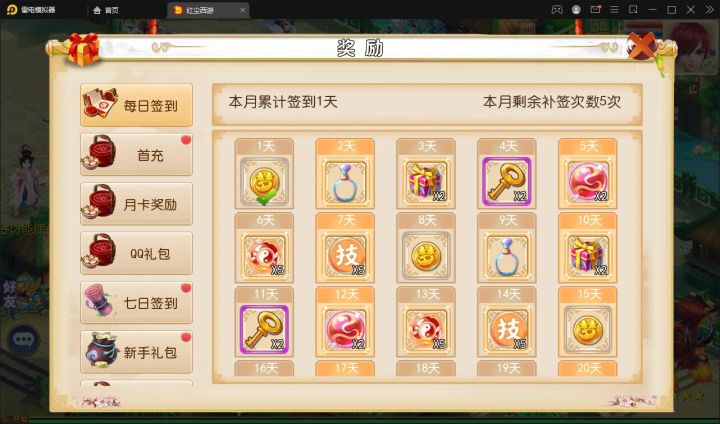 雷电模拟器
首页
红尘西游
奖励
每日签到
首充
月卡奖励
QQ礼包
七日签到
新手礼包
本月累计签到1天
本月剩余补签次数5次
1天
2天
3天
4天
5天
X2
X2
X2
6天
7天
8天
9天
10天
X5
技
X5
X2
11天
12天
13天
14天
15天
X2
X2
X5
技
X5
16天
17天
18天
19天
20天
好友